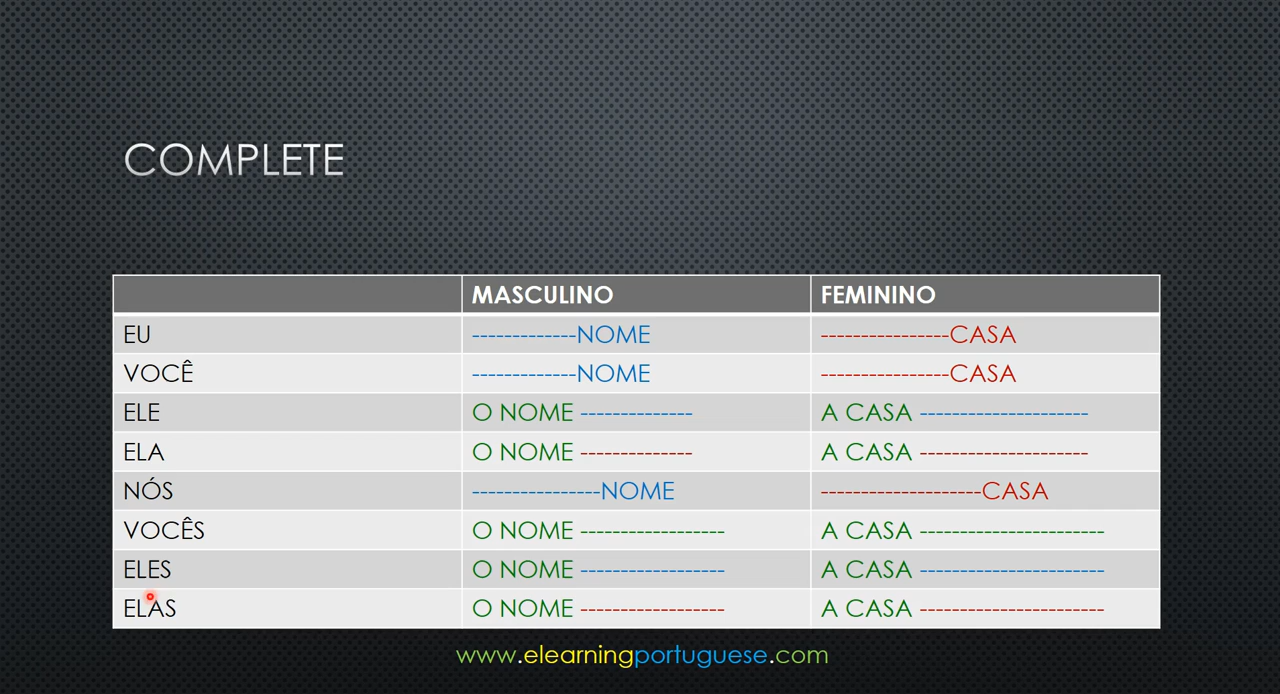 COMPLETE
MASCULINO FEMININO
EU -------------NOME ----------------CASA
VOCÊ -------------NOME ----------------CASA
ELE O NOME -------------- A CASA ---------------------
ELA O NOME -------------- A CASA ---------------------
NÓS ----------------NOME --------------------CASA
VOCÊS O NOME ------------------ A CASA -----------------------
ELES O NOME ------------------ A CASA -----------------------
ELAS O NOME ------------------ A CASA -----------------------
www.elearningportuguese.com